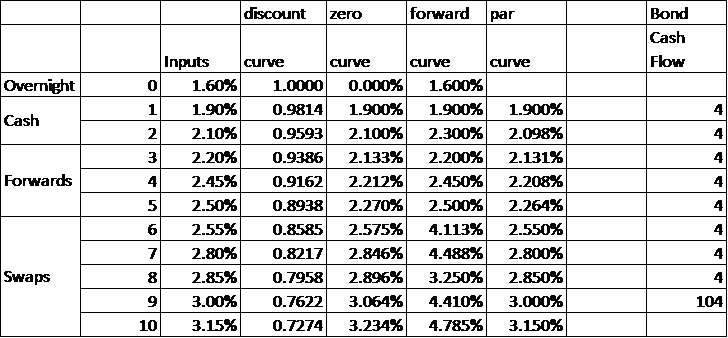 discount zero forward par Bond
Cash
Inputs curve curve curve curve Flow
Overnight 0 1.60% 1.0000 0.000% 1.600%
Cash
1 1.90% 0.9814 1.900% 1.900% 1.900% 4
2 2.10% 0.9593 2.100% 2.300% 2.098% 4
Forwards
3 2.20% 0.9386 2.133% 2.200% 2.131% 4
4 2.45% 0.9162 2.212% 2.450% 2.208% 4
5 2.50% 0.8938 2.270% 2.500% 2.264% 4
Swaps
6 2.55% 0.8585 2.575% 4.113% 2.550% 4
7 2.80% 0.8217 2.846% 4.488% 2.800% 4
8 2.85% 0.7958 2.896% 3.250% 2.850% 4
9 3.00% 0.7622 3.064% 4.410% 3.000% 104
10 3.15% 0.7274 3.234% 4.785% 3.150%